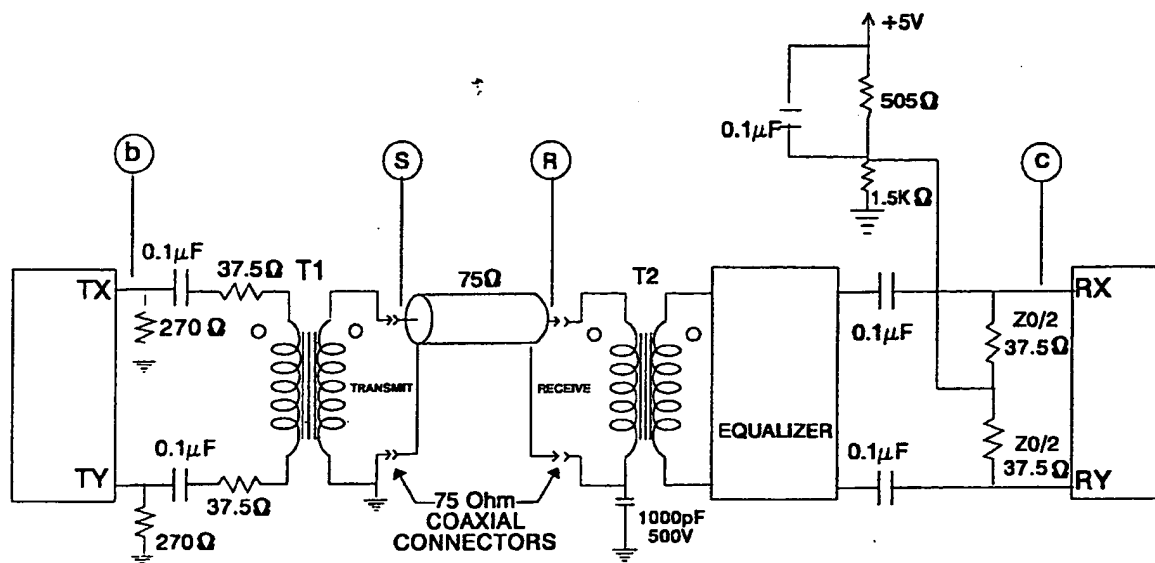 +5V
505Ω
0.1μF
1.5KΩ
b
S
R
C
0.1μF
37.5Ω
T1
75Ω
T2
TX
270Ω
RX
0.1μF
Z0/2
37.5Ω
TRANSMIT
RECEIVE
EQUALIZER
0.1μF
0.1μF
Z0/2
37.5Ω
TY
RY
37.5Ω
270Ω
75 Ohm
COAXIAL
CONNECTORS
1000pF
500V